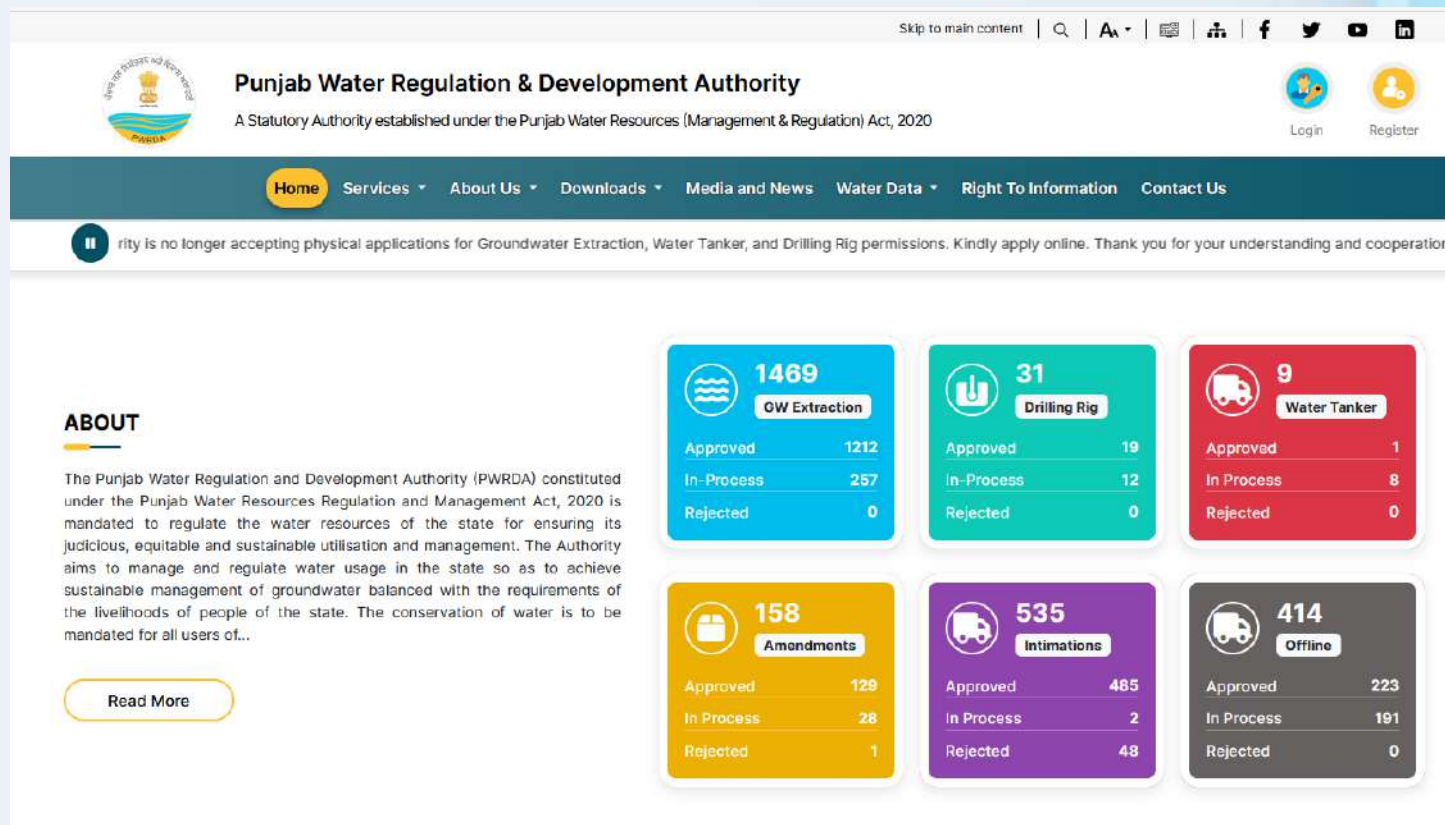 Skip to main content
Punjab Water Regulation & Development Authority
A Statutory Authority established under the Punjab Water Resources (Management & Regulation) Act, 2020
PWRDA
Login
Register
Home Services About Us Downloads Media and News Water Data Right To Information Contact Us
rity is no longer accepting physical applications for Groundwater Extraction, Water Tanker, and Drilling Rig permissions. Kindly apply online. Thank you for your understanding and cooperation
ABOUT
The Punjab Water Regulation and Development Authority (PWRDA) constituted
under the Punjab Water Resources Regulation and Management Act, 2020 is
mandated to regulate the water resources of the state for ensuring its
judicious, equitable and sustainable utilisation and management. The Authority
aims to manage and regulate water usage in the state so as to achieve
sustainable management of groundwater balanced with the requirements of
the livelihoods of people of the state. The conservation of water is to be
mandated for all users of...
Read More
1469
GW Extraction
Approved 1212
In-Process 257
Rejected 0
31
Drilling Rig
Approved 19
In-Process 12
Rejected 0
9
Water Tanker
Approved 1
In Process 8
Rejected 0
158
Amendments
Approved 129
In Process 28
Rejected 1
535
Intimations
Approved 485
In Process 2
Rejected 48
414
Offline
Approved 223
In Process 191
Rejected 0